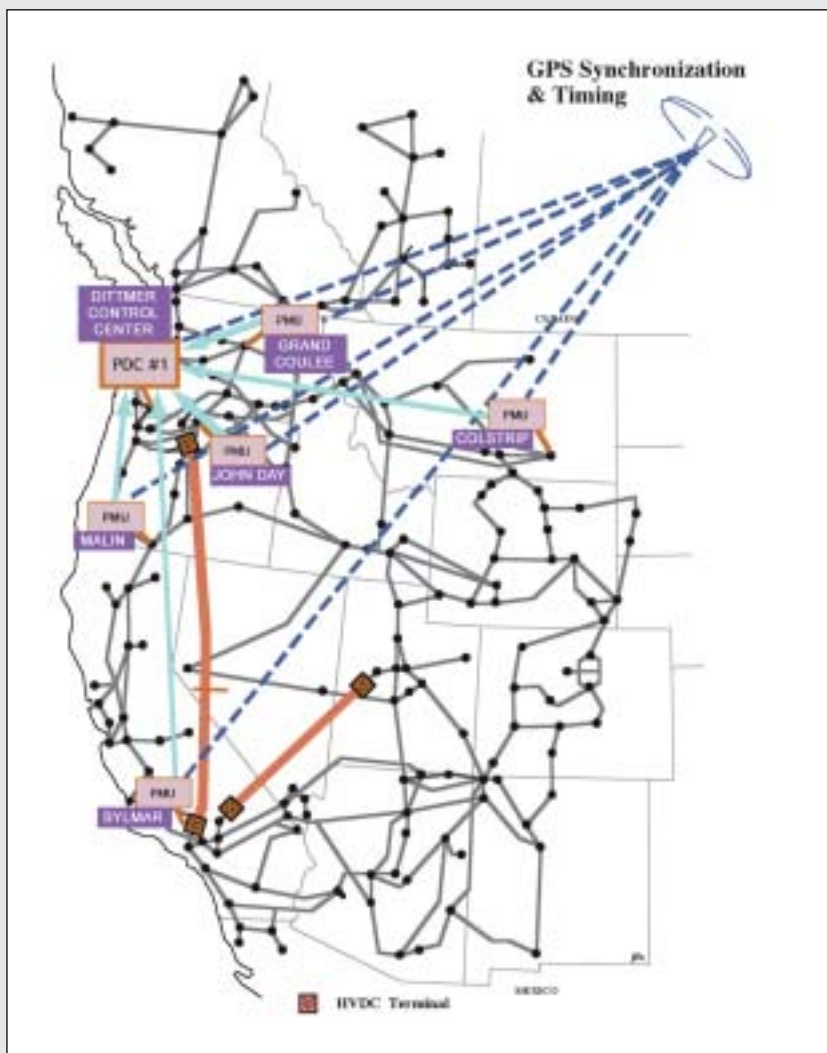 GPS Synchronization
& Timing
DITTMER
CONTROL
CENTER
PDC #1
PMU
GRAND
COULEE
CANADA
PMU
COLSTRIP
PMU
JOHN DAY
PMU
MALIN
PMU
SYLMAR
MEXICO
HVDC Terminal